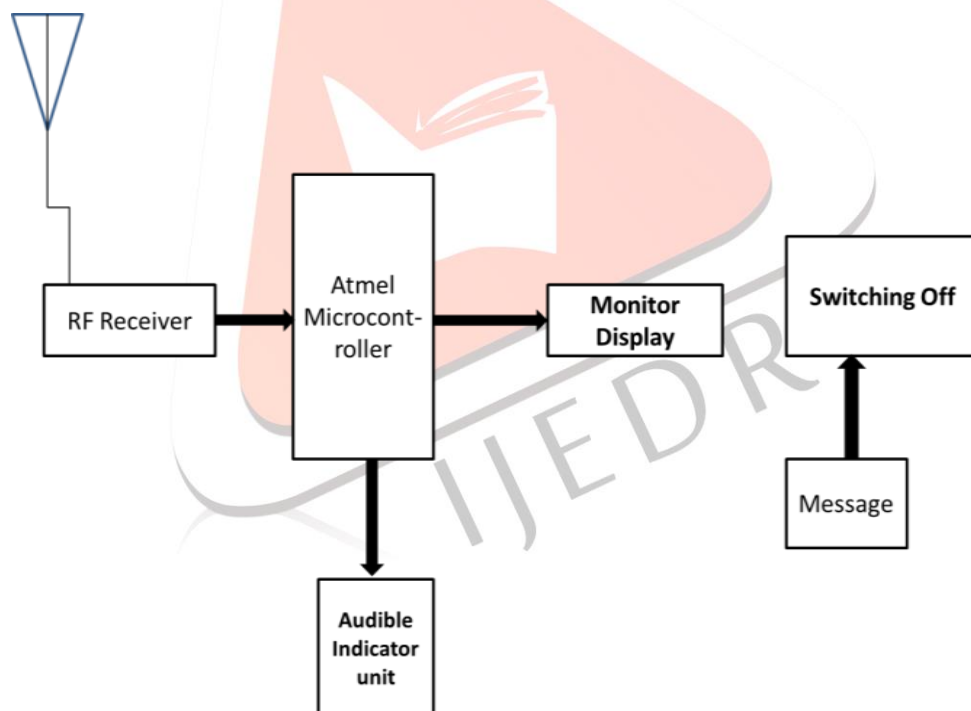 RF Receiver
Atmel
Microcont-
roller
Monitor
Display
Switching Off
Message
Audible
Indicator
unit
IJEDR